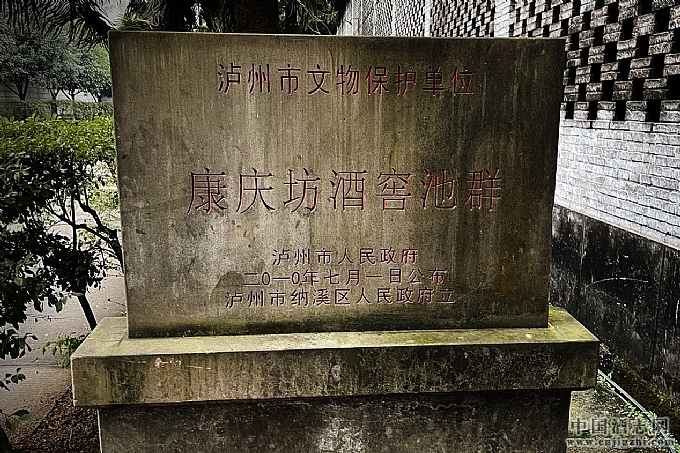 泸州市文物保护单位
康庆坊酒窖池群
泸州市人民政府
二〇一〇年七月一日公布
泸州市纳溪区人民政府立
中国酒志网
www.cnjiuzhi.com